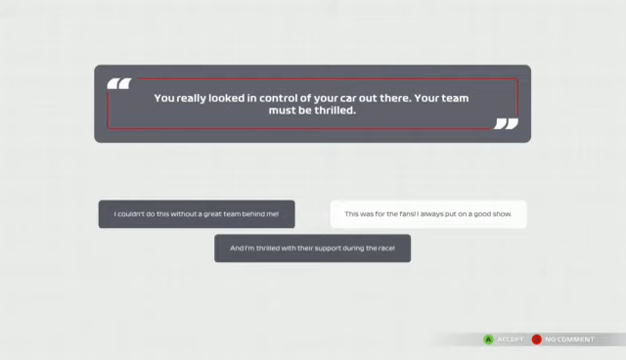 You really looked in control of your car out there. Your team
must be thrilled.
I couldn't do this without a great team behind me!
This was for the fans! I always put on a good show.
And I'm thrilled with their support during the race!
A ACCEPT
NO COMMENT